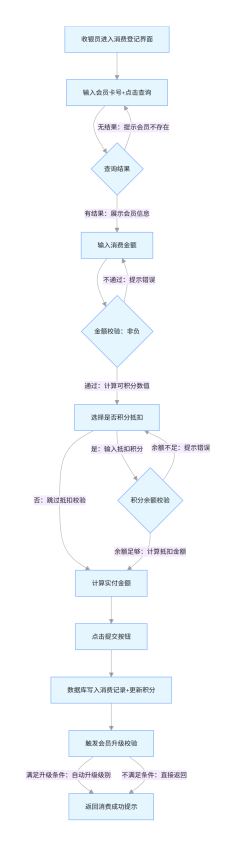 收银员进入消费登记界面
输入会员卡号+点击查询
无结果：提示会员不存在
查询结果
有结果：展示会员信息
输入消费金额
不通过：提示错误
金额校验：非负
通过：计算可积分数值
选择是否积分抵扣
余额不足：提示错误
是：输入抵扣积分
否：跳过抵扣校验
积分余额校验
余额足够：计算抵扣金额
计算实付金额
点击提交按钮
数据库写入消费记录+更新积分
触发会员升级校验
满足升级条件：自动升级级别
不满足条件：直接返回
返回消费成功提示